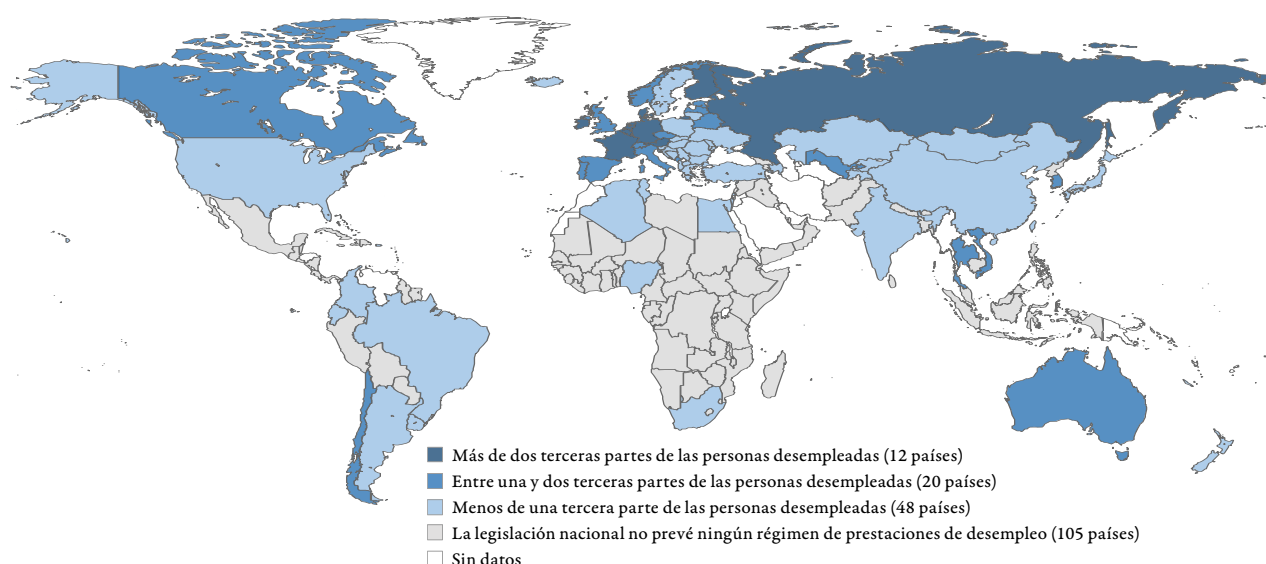 Más de dos terceras partes de las personas desempleadas (12 países)
Entre una y dos terceras partes de las personas desempleadas (20 países)
Menos de una tercera parte de las personas desempleadas (48 países)
La legislación nacional no prevé ningún régimen de prestaciones de desempleo (105 países)
Sin datos